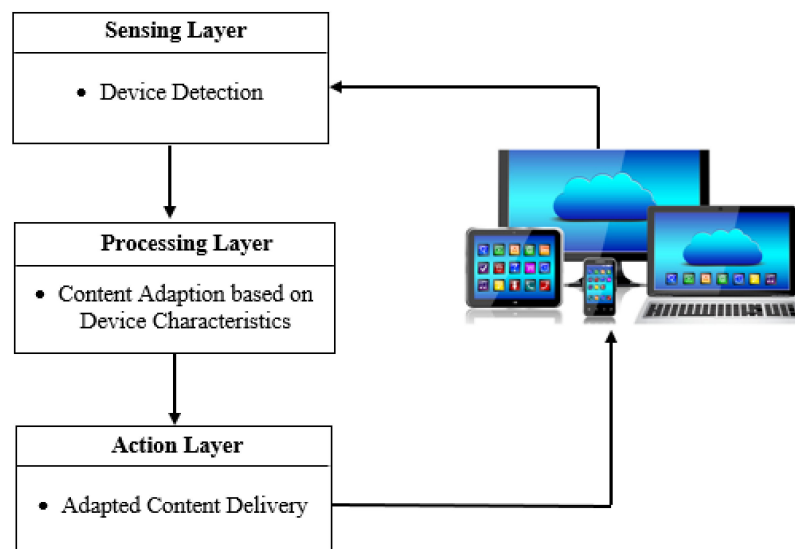 Sensing Layer
• Device Detection
Processing Layer
• Content Adaption based on
Device Characteristics
Action Layer
• Adapted Content Delivery